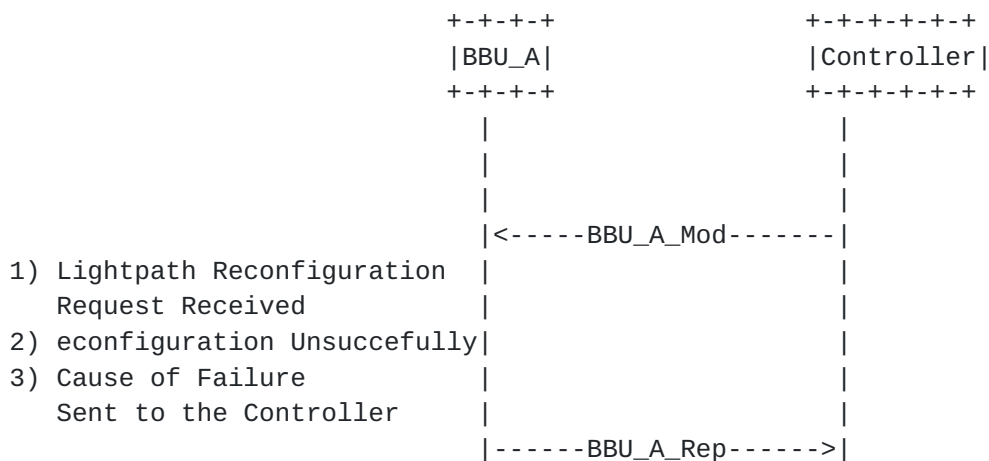 +-+-+-+                +-+-+-+-+-+
|BBU_A|                |Controller|
+-+-+-+                +-+-+-+-+-+
|                      |
|                      |
|                      |
|<-----BBU_A_Mod-------|
1) Lightpath Reconfiguration  |                      |
   Request Received           |                      |
2) econfiguration Unsuccefully|                      |
3) Cause of Failure           |                      |
   Sent to the Controller     |                      |
|------BBU_A_Rep------>|